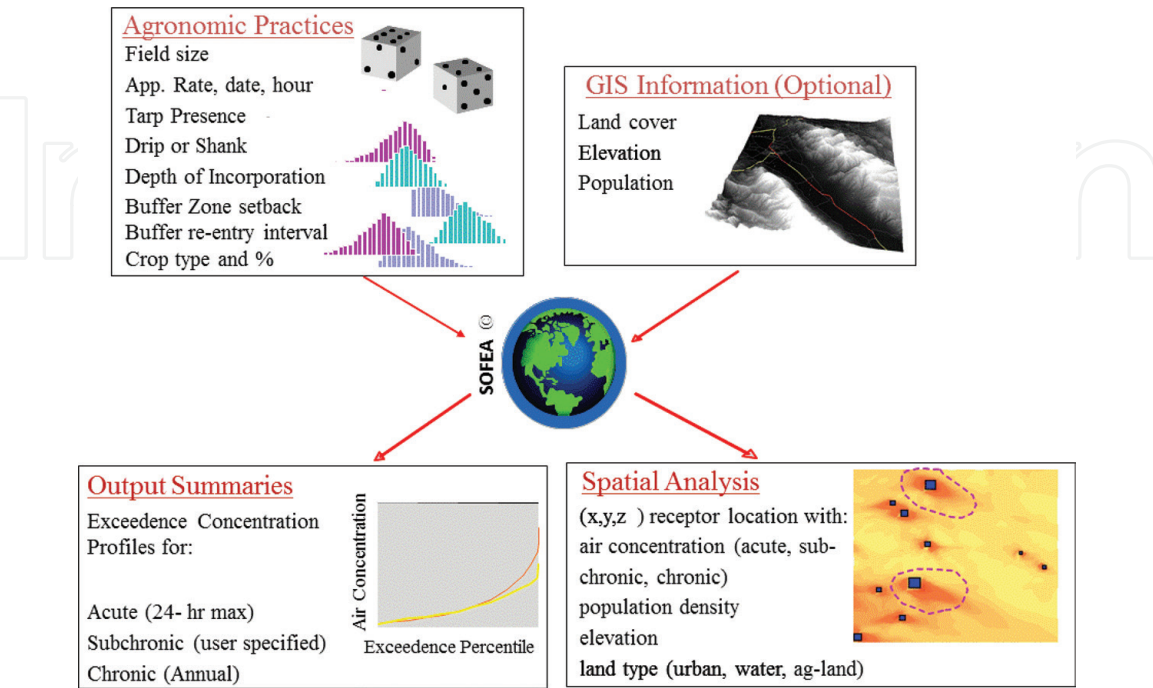 Agronomic Practices
Field size
App. Rate, date, hour
Tarp Presence
Drip or Shank
Depth of Incorporation
Buffer Zone setback
Buffer re-entry interval
Crop type and %
GIS Information (Optional)
Land cover
Elevation
Population
SOFEA ©
Output Summaries
Exceedence Concentration
Profiles for:
Acute (24- hr max)
Subchronic (user specified)
Chronic (Annual)
Air Concentration
Exceedence Percentile
Spatial Analysis
(x,y,z ) receptor location with:
air concentration (acute, sub-
chronic, chronic)
population density
elevation
land type (urban, water, ag-land)